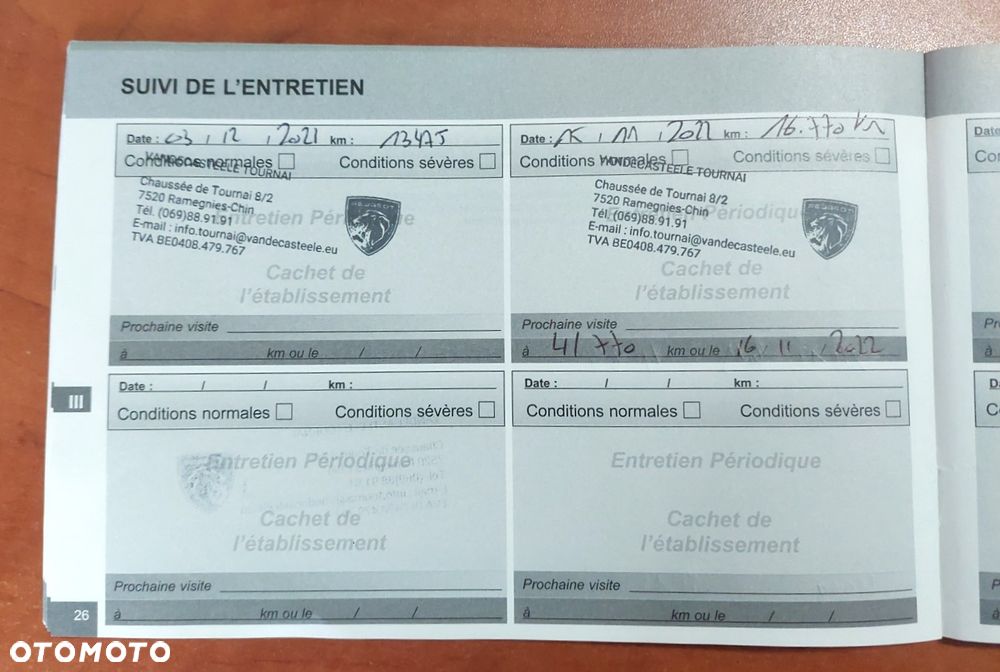 SUIVI DE L'ENTRETIEN
Date : 03 / 12 / 2021 km : 13475
Conditions normales
Conditions sévères
VANDECASTEELE TOURNAI
Chaussée de Tournai 8/2
7520 Ramegnies-Chin
Tél. (069)88.91.91
E-mail : info.tournai@vandecasteele.eu
TVA BE0408.479.767
PEUGEOT
Entretien Périodique
Cachet de
l'établissement
Prochaine visite
à km ou le / /
Date : / 11 / 2022 km : 16.770 km
Conditions normales
Conditions sévères
VANDECASTEELE TOURNAI
Chaussée de Tournai 8/2
7520 Ramegnies-Chin
Tél. (069)88.91.91
E-mail : info.tournai@vandecasteele.eu
TVA BE0408.479.767
PEUGEOT
Entretien Périodique
Cachet de
l'établissement
Prochaine visite
à 41 770 km ou le 16 / 11 / 2022
III
Date : / / km :
Conditions normales
Conditions sévères
Entretien Périodique
Cachet de
l'établissement
Prochaine visite
à km ou le / /
Date : / / km :
Conditions normales
Conditions sévères
Entretien Périodique
Cachet de
l'établissement
Prochaine visite
à km ou le / /
26
OTOMOTO